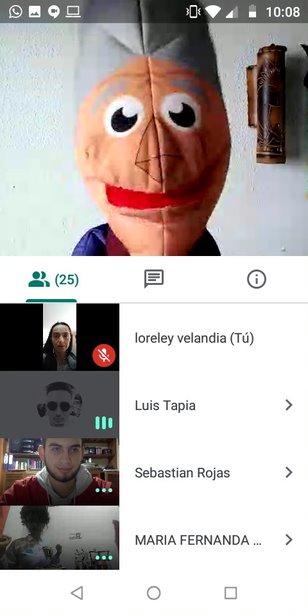 10:08
(25)
loreley velandia (Tú)
Luis Tapia
Sebastian Rojas
MARIA FERNANDA ...